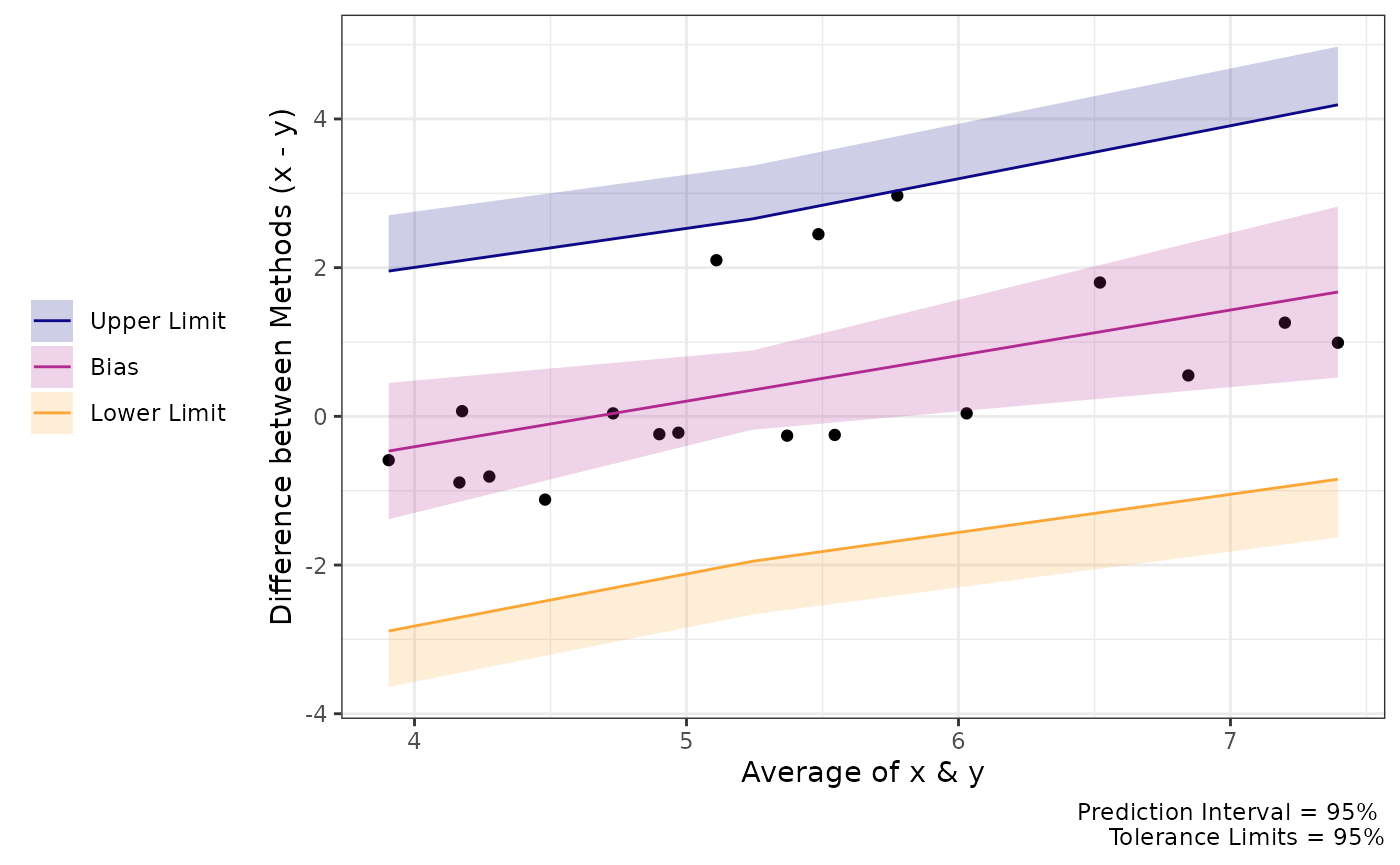 Upper Limit
Bias
Lower Limit
Difference between Methods (x - y)
4
2
0
-2
-4
4
5
6
7
Average of x & y
Prediction Interval = 95%
Tolerance Limits = 95%